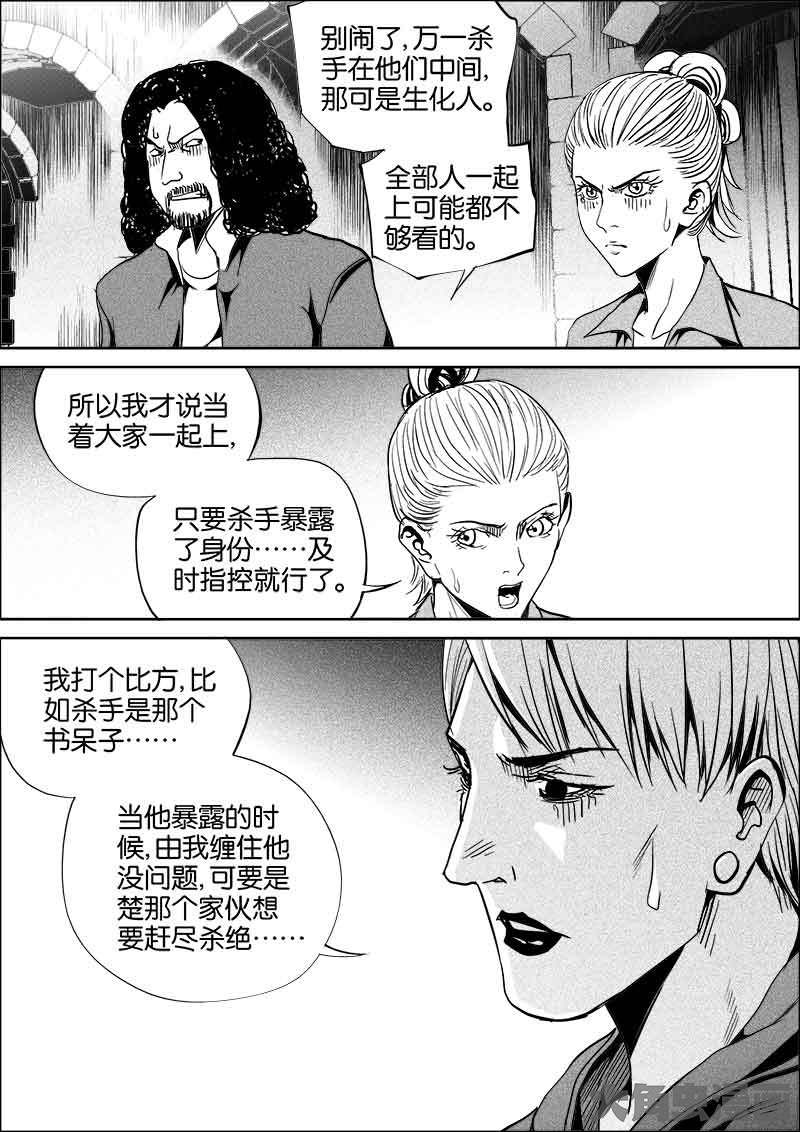 别闹了,万一杀
手在他们中间,
那可是生化人。
全部人一起
上可能都不
够看的。
所以我才说当
着大家一起上,
只要杀手暴露
了身份……及
时指控就行了。
我打个比方,比
如杀手是那个
书呆子……
当他暴露的时
候,由我缠住他
没问题,可要是
楚那个家伙想
要赶尽杀绝……
大角虫漫画